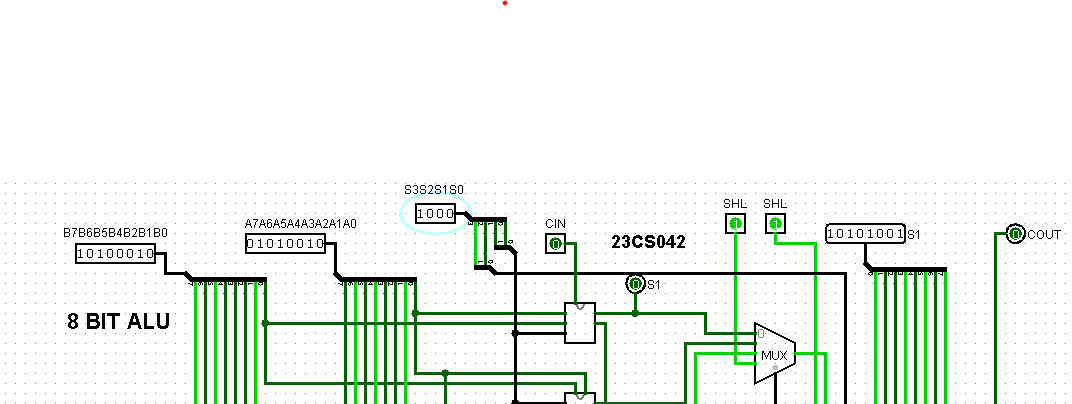 S3S2S1S0
1000
SHL SHL
B7B6B5B4B2B1B0
10100010
A7A6A5A4A3A2A1A0
01010010
CIN
0
23CS042
1 1
10101001 S1
0 COUT
0 S1
8 BIT ALU
0
MUX